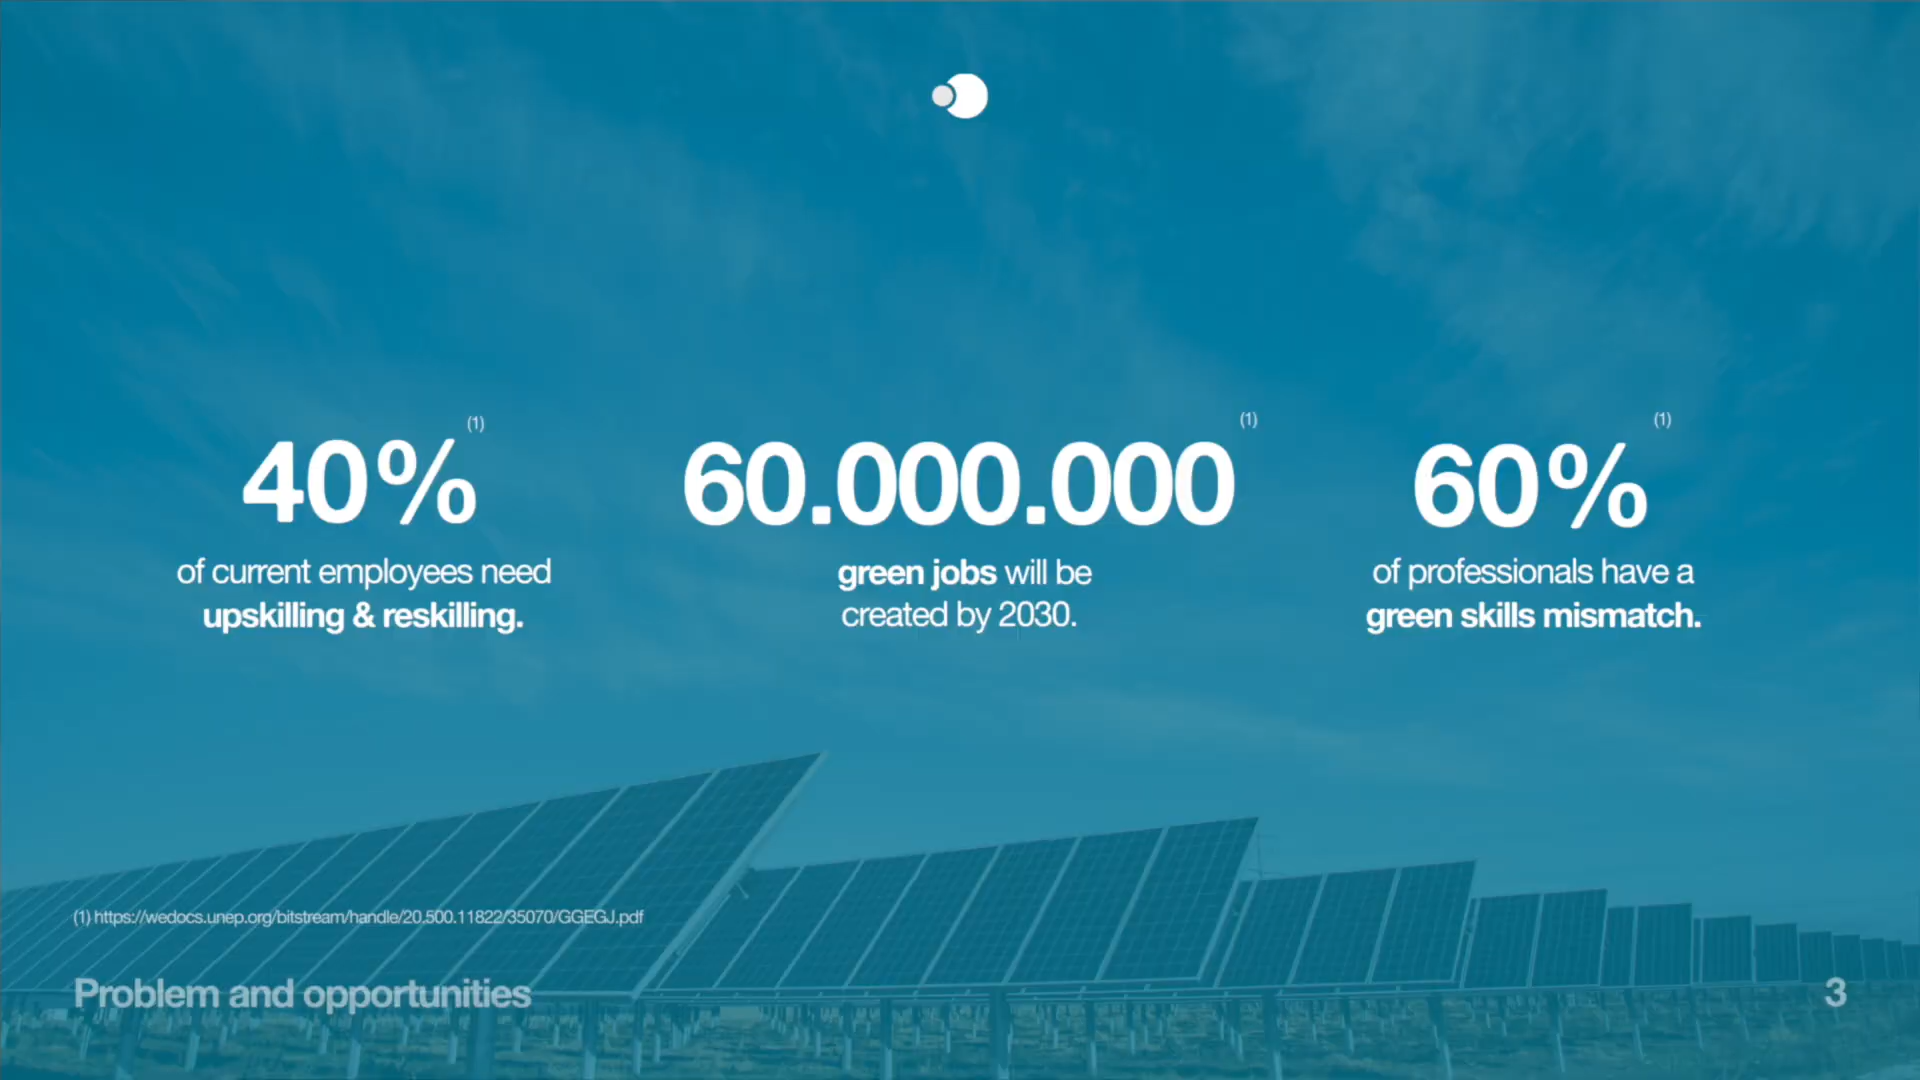 40% (1)
of current employees need
upskilling & reskilling.
60.000.000 (1)
green jobs will be
created by 2030.
60% (1)
of professionals have a
green skills mismatch.
(1) https://wedocs.unep.org/bitstream/handle/20.500.11822/35070/GGEGJ.pdf
Problem and opportunities
3